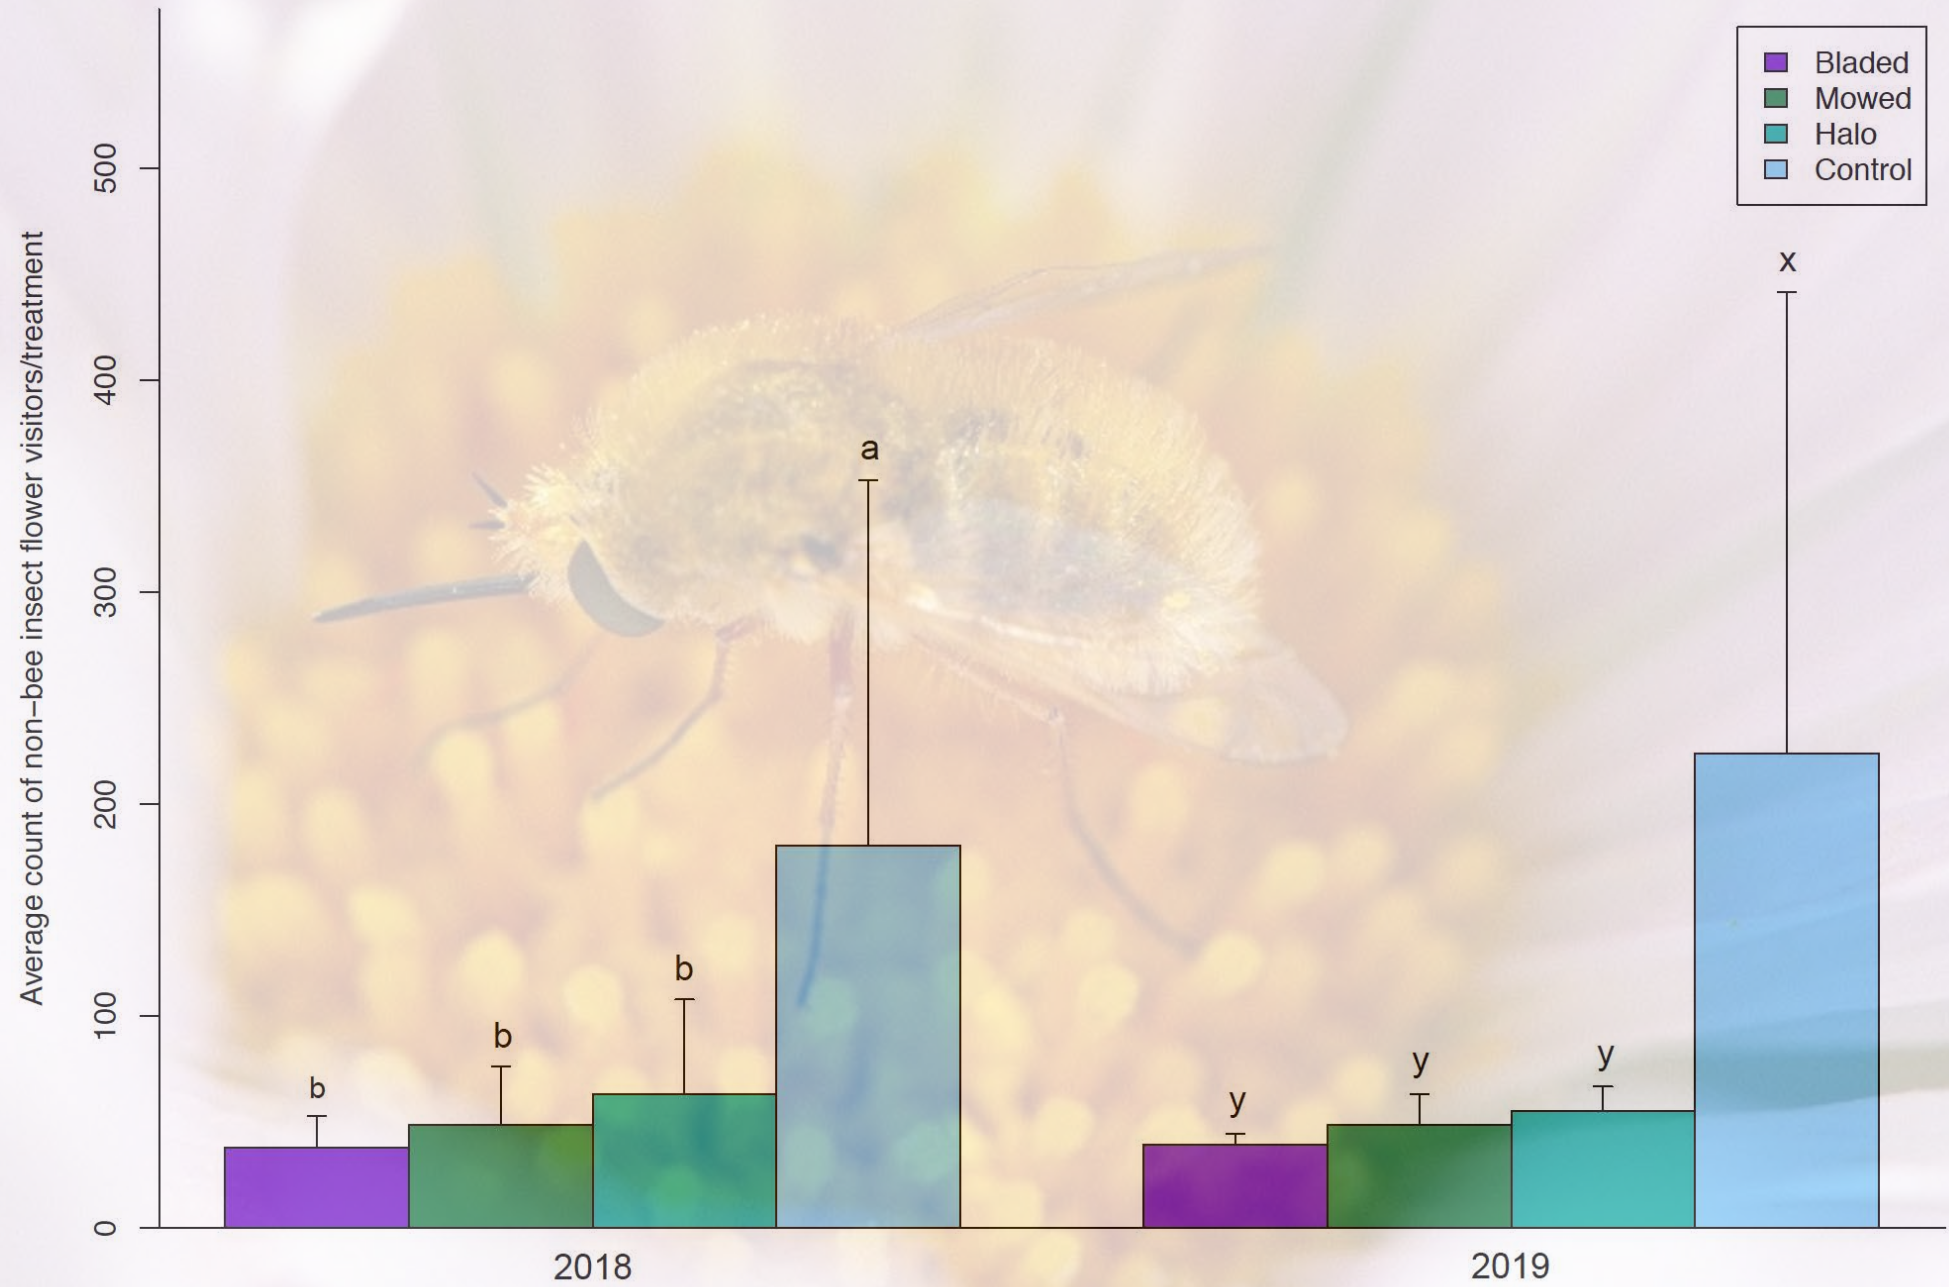 Average count of non−bee insect flower visitors/treatment
500
400
300
200
100
0
Bladed
Mowed
Halo
Control
b
b
b
a
y
y
y
x
2018
2019